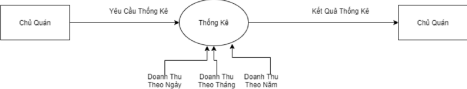 Yêu Cầu Thống Kê
Kết Quả Thống Kê
Chủ Quán
Thống Kê
Chủ Quán
Doanh Thu
Theo Ngày
Doanh Thu
Theo Tháng
Doanh Thu
Theo Năm